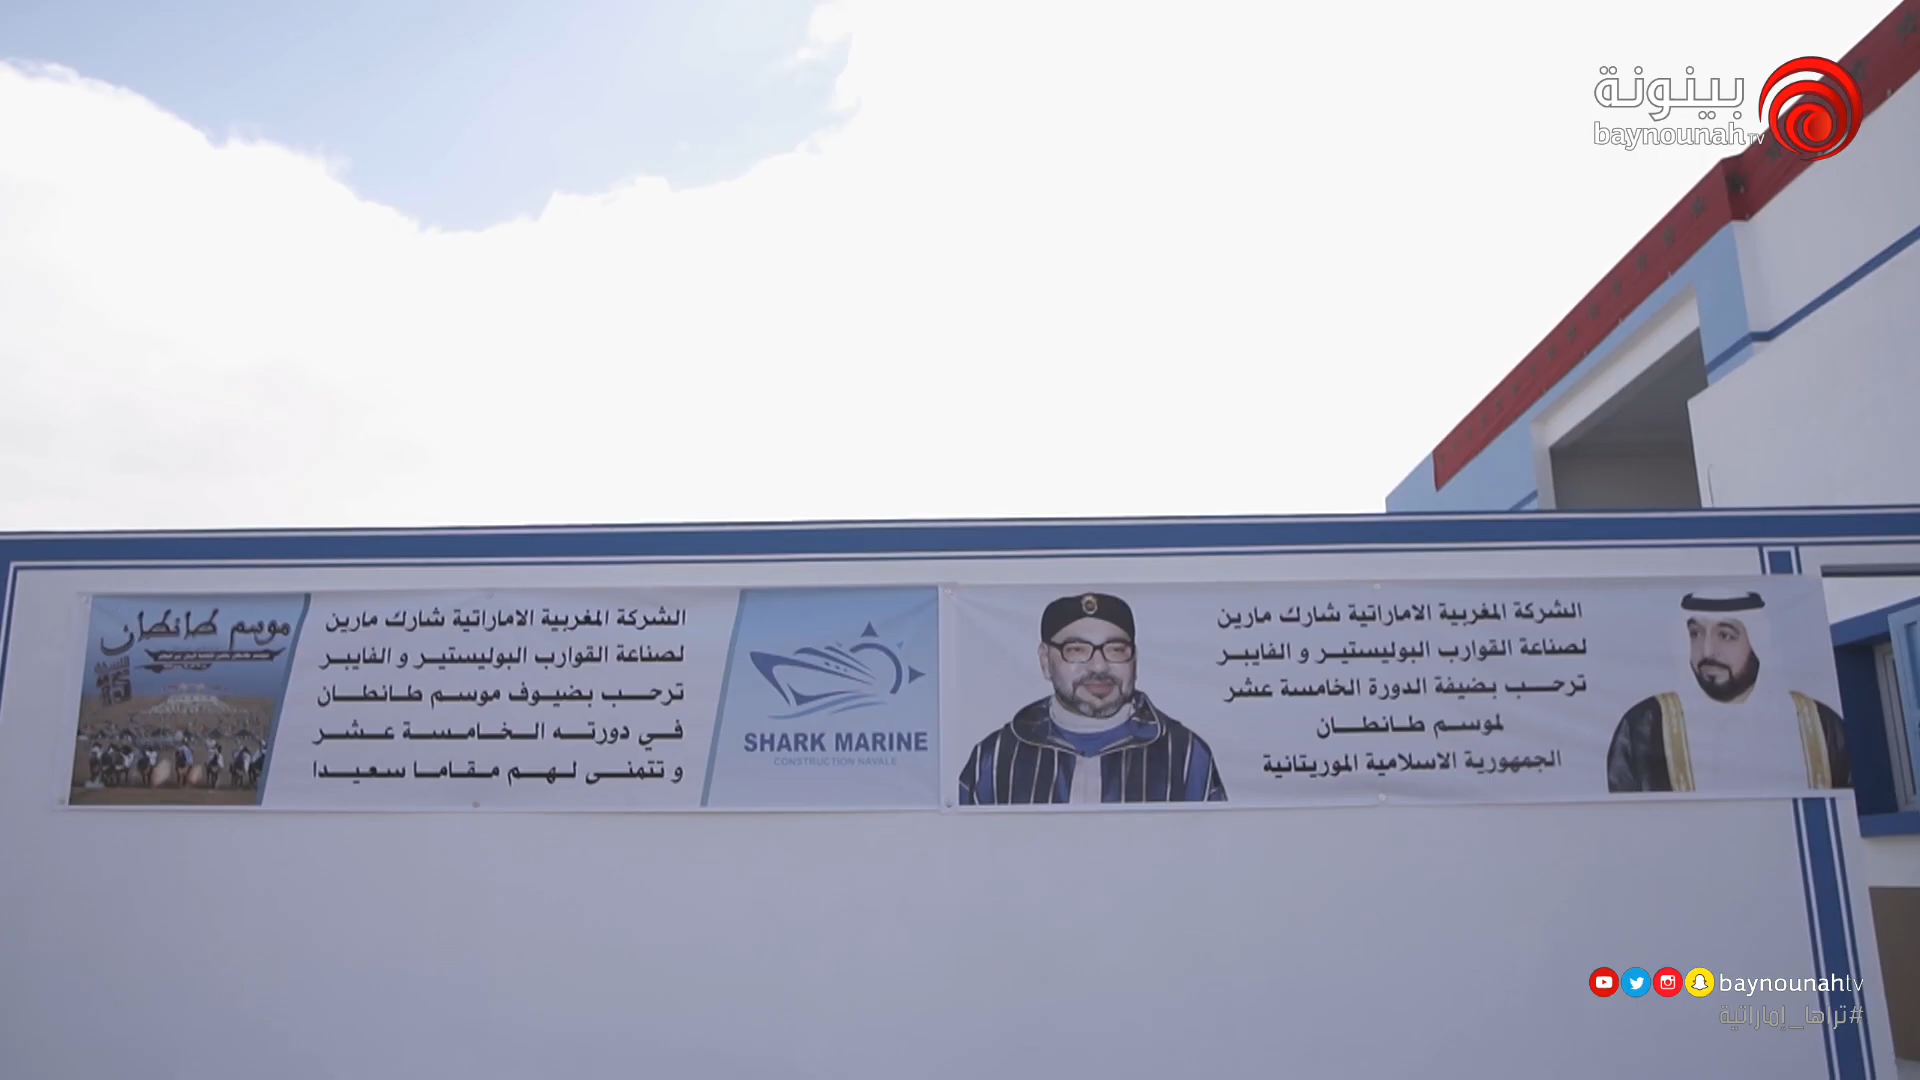 بينونة
baynounah TV
الشركة المغربية الاماراتية شارك مارين
لصناعة القوارب البوليستير و الفايبر
ترحب بضيفة الدورة الخامسة عشر
لموسم طانطان
الجمهورية الاسلامية الموريتانية
SHARK MARINE
CONSTRUCTION NAVALE
الشركة المغربية الاماراتية شارك مارين
لصناعة القوارب البوليستير و الفايبر
ترحب بضيوف موسم طانطان
في دورته الخامسة عشر
و تتمنى لهم مقاما سعيدا
موسم طانطان
baynounahtv
#تراها_إماراتية